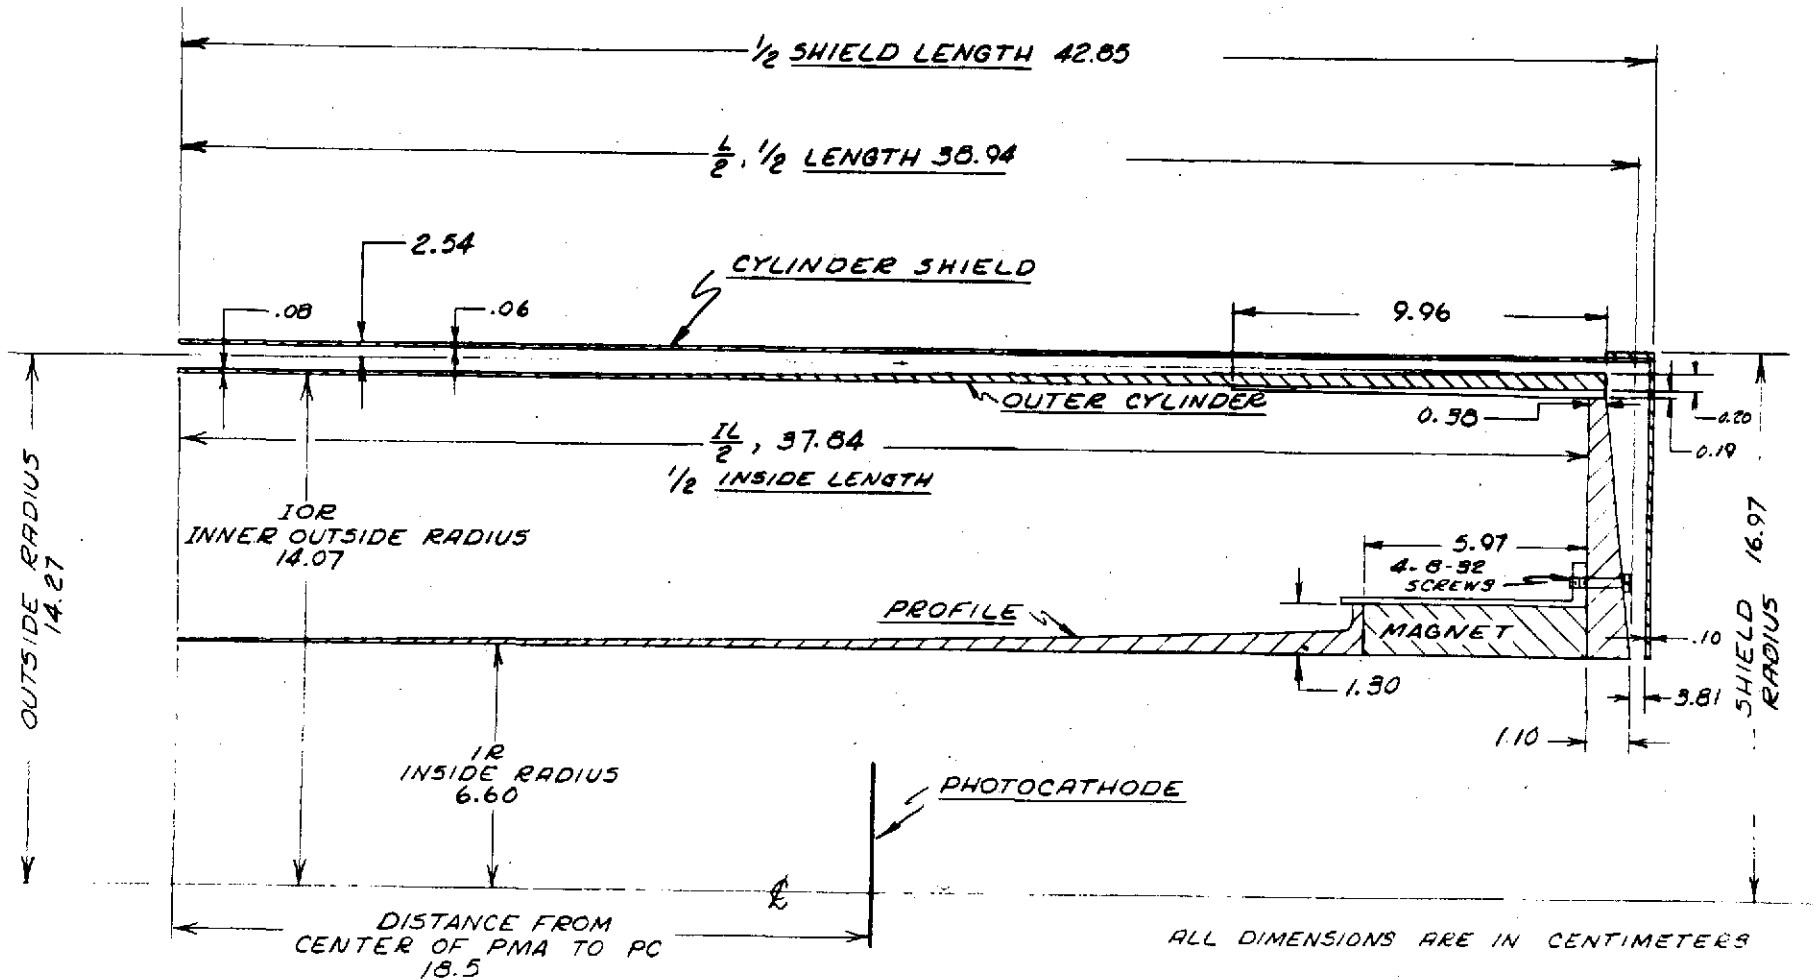 1/2 SHIELD LENGTH 42.85
L/2, 1/2 LENGTH 38.94
2.54
CYLINDER SHIELD
.08
.06
9.96
OUTER CYLINDER
0.38
0.20
0.19
IL/2, 37.84
1/2 INSIDE LENGTH
OUTSIDE RADIUS
14.27
IOR
INNER OUTSIDE RADIUS
14.07
5.97
4-8-32
SCREWS
SHIELD RADIUS 16.97
PROFILE
MAGNET
.10
1.30
3.81
1.10
IR
INSIDE RADIUS
6.60
PHOTOCATHODE
℄
DISTANCE FROM
CENTER OF PMA TO PC
18.5
ALL DIMENSIONS ARE IN CENTIMETERS